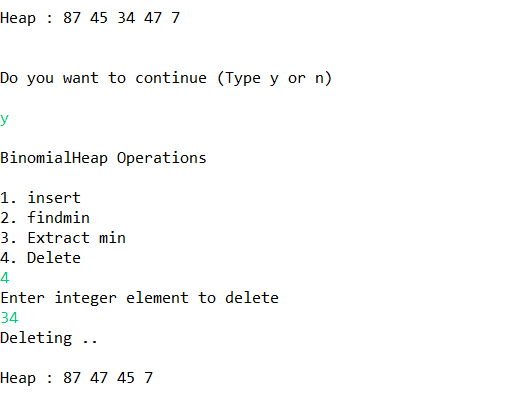 Heap : 87 45 34 47 7
Do you want to continue (Type y or n)
y
BinomialHeap Operations
1. insert
2. findmin
3. Extract min
4. Delete
4
Enter integer element to delete
34
Deleting ..
Heap : 87 47 45 7